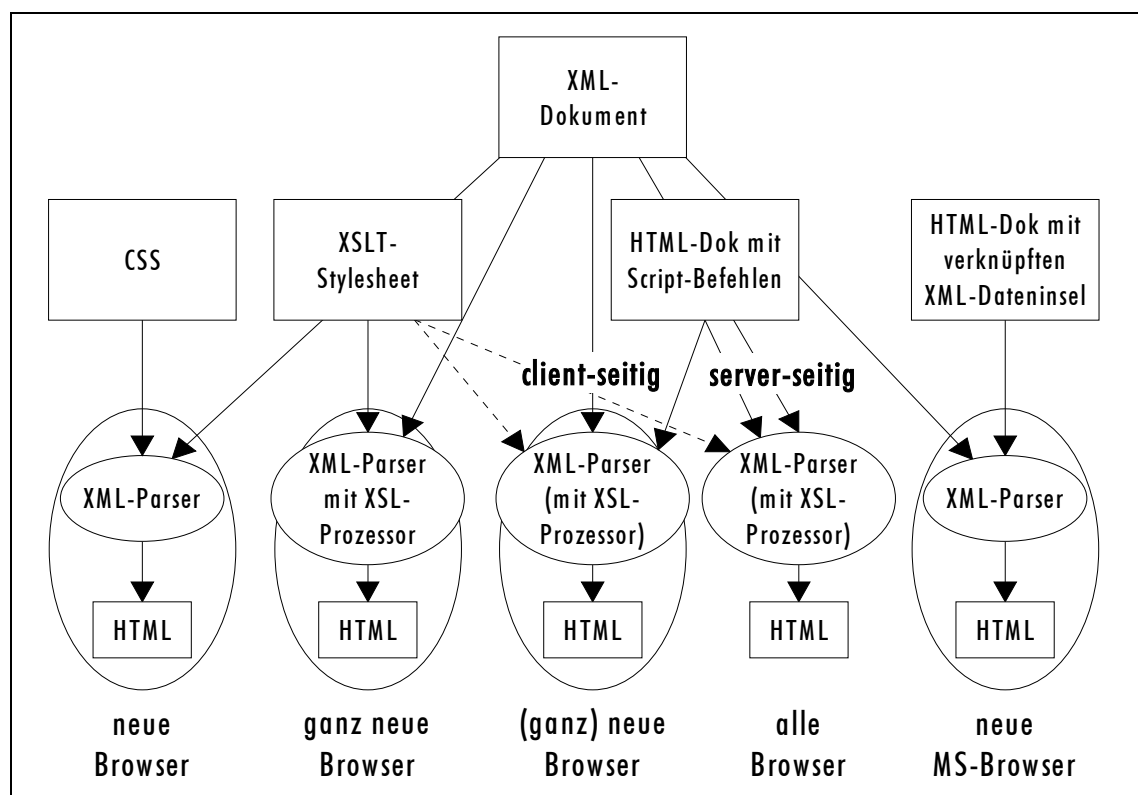 XML-
Dokument
CSS
XSLT-
Stylesheet
HTML-Dok mit
Script-Befehlen
HTML-Dok mit
verknüpften
XML-Dateninsel
client-seitig
server-seitig
XML-Parser
XML-Parser
mit XSL-
Prozessor
XML-Parser
(mit XSL-
Prozessor)
XML-Parser
(mit XSL-
Prozessor)
XML-Parser
HTML
HTML
HTML
HTML
HTML
neue
Browser
ganz neue
Browser
(ganz) neue
Browser
alle
Browser
neue
MS-Browser